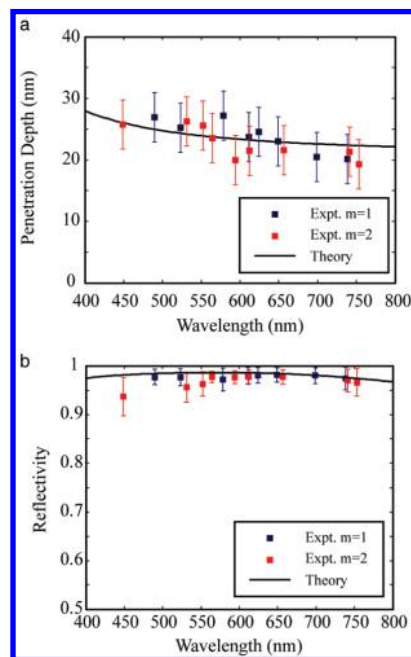 a
40
30
20
10
0
Penetration Depth (nm)
Expt. m=1
Expt. m=2
Theory
400 450 500 550 600 650 700 750 800
Wavelength (nm)
b
1
0.9
0.8
0.7
0.6
0.5
Reflectivity
Expt. m=1
Expt. m=2
Theory
400 450 500 550 600 650 700 750 800
Wavelength (nm)